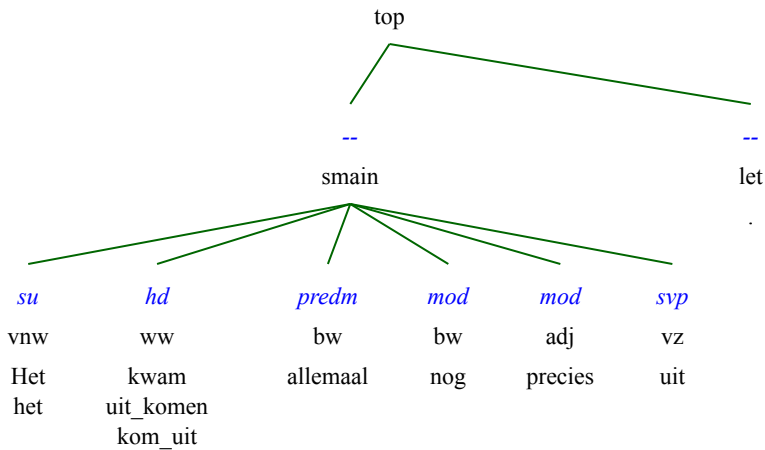 top
-- --
smain let
.
su hd predm mod mod svp
vnw ww bw bw adj vz
Het kwam allemaal nog precies uit
het uit_komen
kom_uit